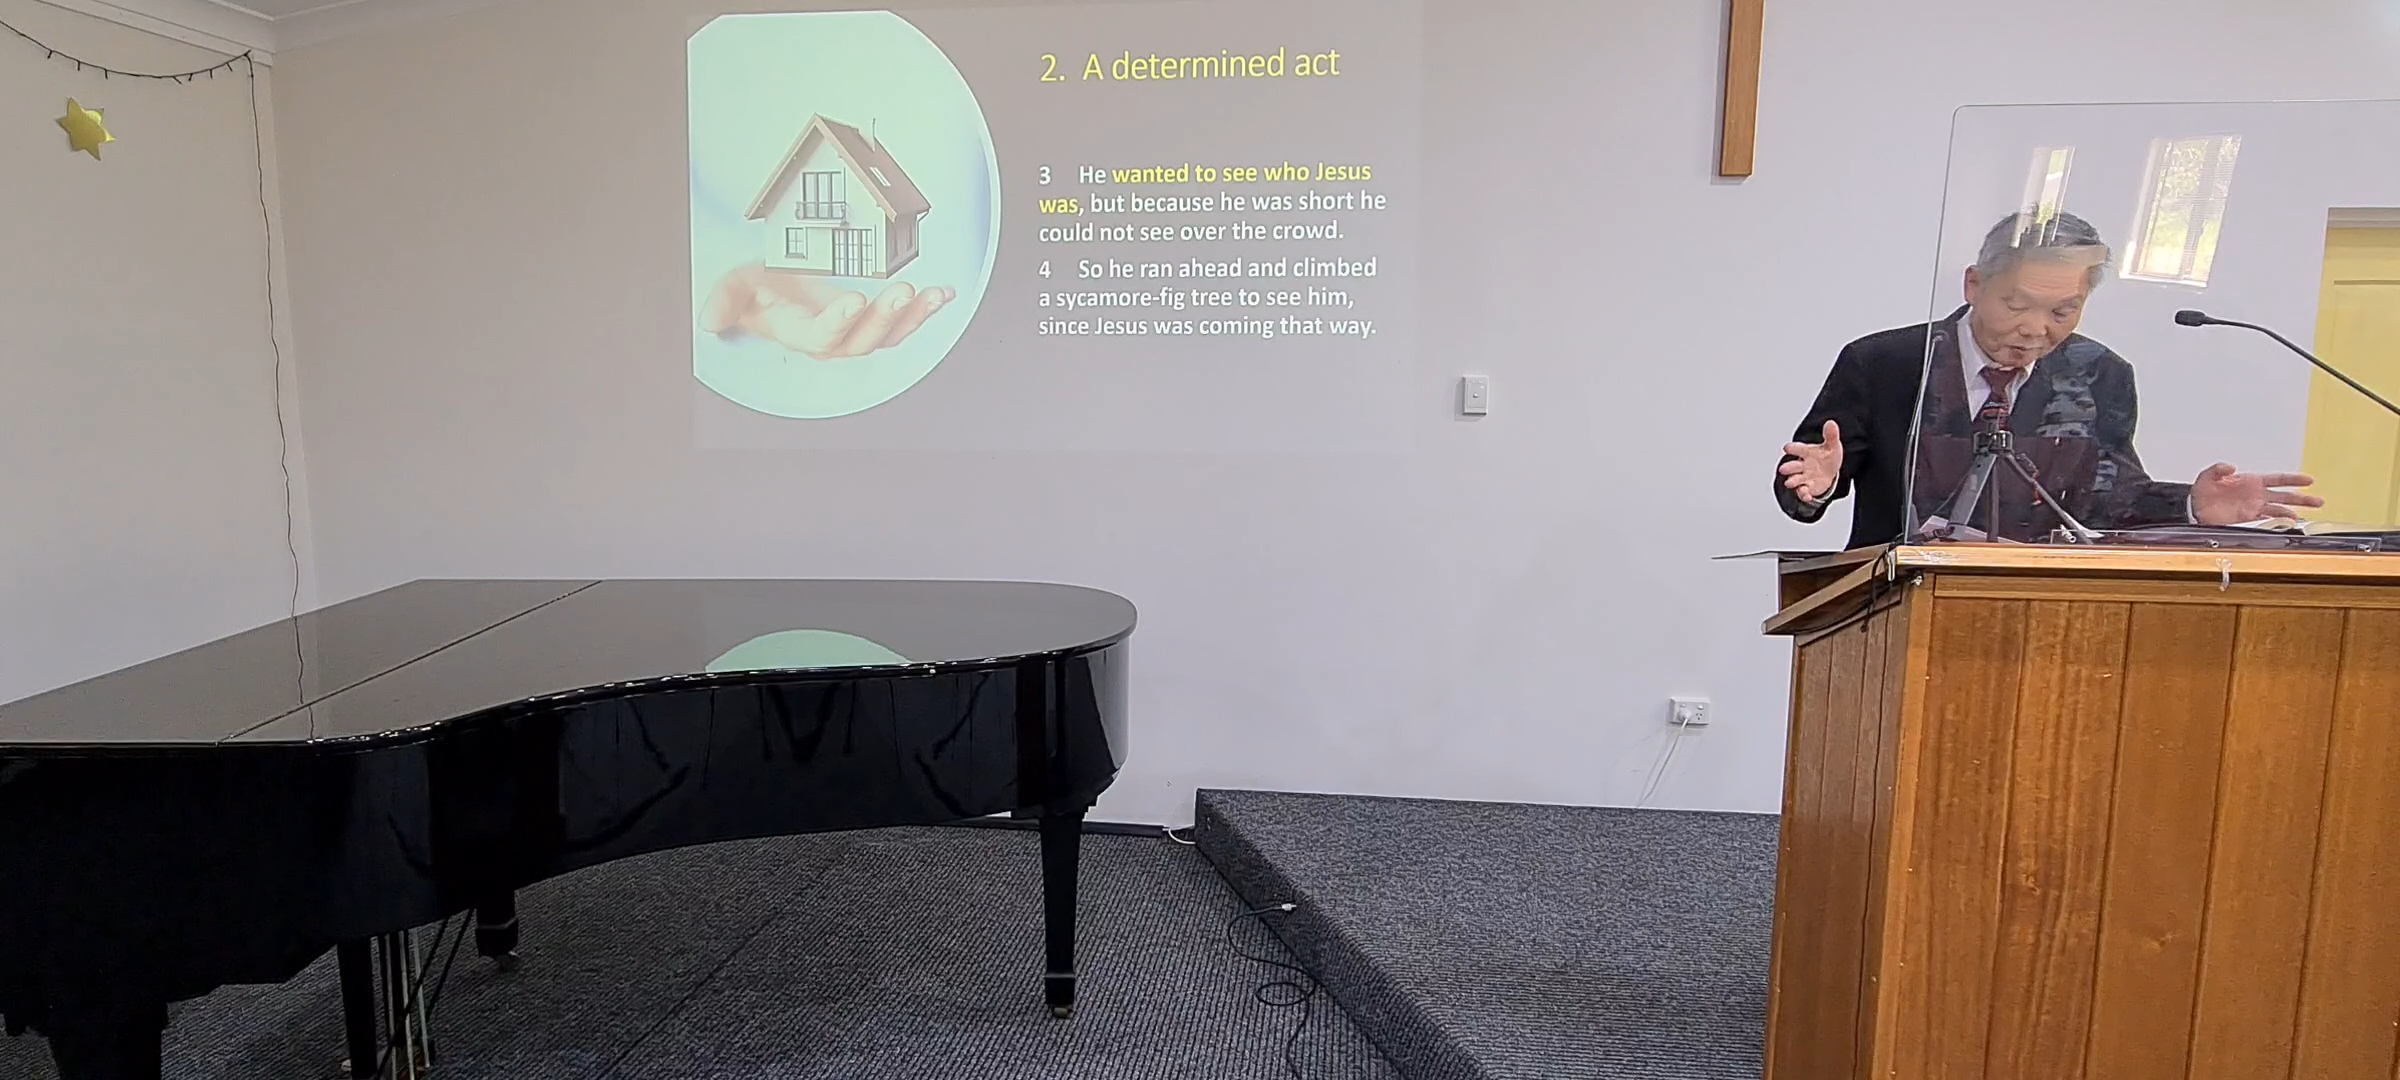 2. A determined act
3 He wanted to see who Jesus
was, but because he was short he
could not see over the crowd.
4 So he ran ahead and climbed
a sycamore-fig tree to see him,
since Jesus was coming that way.